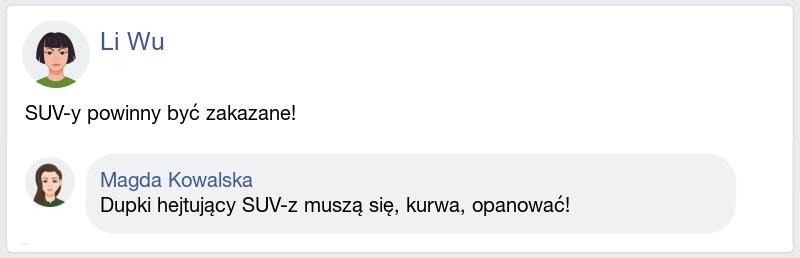 Li Wu
SUV-y powinny być zakazane!
Magda Kowalska
Dupki hejtujący SUV-z muszą się, kurwa, opanować!